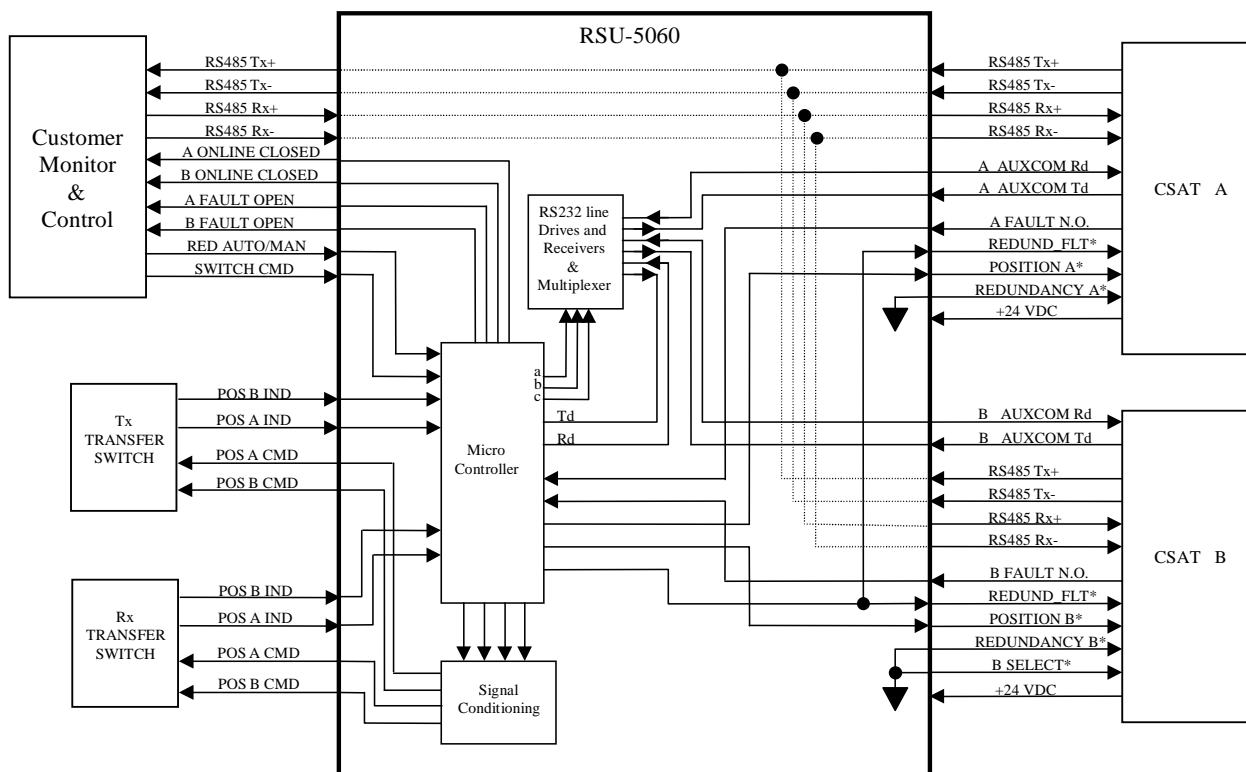 RSU-5060
Customer
Monitor
&
Control
RS485 Tx+
RS485 Tx-
RS485 Rx+
RS485 Rx-
A ONLINE CLOSED
B ONLINE CLOSED
A FAULT OPEN
B FAULT OPEN
RED AUTO/MAN
SWITCH CMD
Tx
TRANSFER
SWITCH
POS B IND
POS A IND
POS A CMD
POS B CMD
Rx
TRANSFER
SWITCH
POS B IND
POS A IND
POS A CMD
POS B CMD
RS232 line
Drives and
Receivers
&
Multiplexer
a
b
c
Td
Rd
Micro
Controller
Signal
Conditioning
RS485 Tx+
RS485 Tx-
RS485 Rx+
RS485 Rx-
A AUXCOM Rd
A AUXCOM Td
A FAULT N.O.
REDUND_FLT*
POSITION A*
REDUNDANCY A*
+24 VDC
CSAT A
B AUXCOM Rd
B AUXCOM Td
RS485 Tx+
RS485 Tx-
RS485 Rx+
RS485 Rx-
B FAULT N.O.
REDUND_FLT*
POSITION B*
REDUNDANCY B*
B SELECT*
+24 VDC
CSAT B